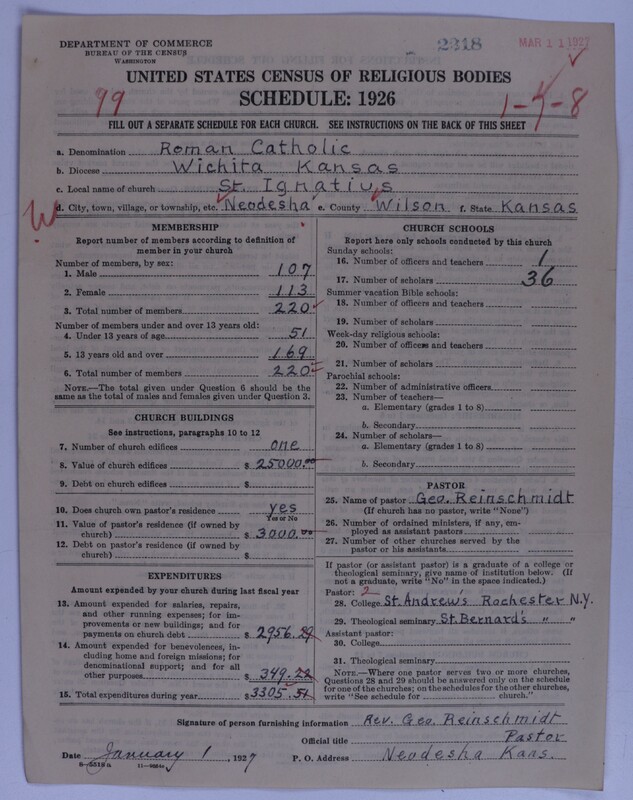 DEPARTMENT OF COMMERCE
BUREAU OF THE CENSUS
WASHINGTON
2218
MAR 11 1927
UNITED STATES CENSUS OF RELIGIOUS BODIES
SCHEDULE: 1926
99
1-4-8
FILL OUT A SEPARATE SCHEDULE FOR EACH CHURCH. SEE INSTRUCTIONS ON THE BACK OF THIS SHEET
a. Denomination Roman Catholic
b. Diocese Wichita Kansas
c. Local name of church St. Ignatius
d. City, town, village, or township, etc. Neodesha e. County Wilson f. State Kansas
W
MEMBERSHIP
Report number of members according to definition of
member in your church
Number of members, by sex:
1. Male 107
2. Female 113
3. Total number of members 220
Number of members under and over 13 years old:
4. Under 13 years of age 51
5. 13 years old and over 169
6. Total number of members 220
NOTE.—The total given under Question 6 should be
same as the total of males and females given under Question 3.
CHURCH BUILDINGS
See instructions, paragraphs 10 to 12
7. Number of church edifices one
8. Value of church edifices $ 25000.00
9. Debt on church edifices $
10. Does church own pastor's residence yes
Yes or No
11. Value of pastor's residence (if owned by
church) $ 3000.00
12. Debt on pastor's residence (if owned by
church) $
EXPENDITURES
Amount expended by your church during last fiscal year
13. Amount expended for salaries, repairs,
and other running expenses; for im-
provements or new buildings; and for
payments on church debt $ 2956.29
14. Amount expended for benevolences, in-
cluding home and foreign missions; for
denominational support; and for all
other purposes $ 349.22
15. Total expenditures during year $ 3305.51
CHURCH SCHOOLS
Report here only schools conducted by this church
Sunday schools:
16. Number of officers and teachers 1
17. Number of scholars 36
Summer vacation Bible schools:
18. Number of officers and teachers
19. Number of scholars
Week-day religious schools:
20. Number of officers and teachers
21. Number of scholars
Parochial schools:
22. Number of administrative officers
23. Number of teachers—
a. Elementary (grades 1 to 8)
b. Secondary
24. Number of scholars—
a. Elementary (grades 1 to 8)
b. Secondary
PASTOR
25. Name of pastor Geo. Reinschmidt
(If church has no pastor, write "None")
26. Number of ordained ministers, if any, em-
ployed as assistant pastors
27. Number of other churches served by the
pastor or his assistants
If pastor (or assistant pastor) is a graduate of a college or
theological seminary, give name of institution below. (If
not a graduate, write "No" in the space indicated.)
Pastor: 2
28. College St. Andrew's Rochester N.Y.
29. Theological seminary St. Bernard's " "
Assistant pastor:
30. College
31. Theological seminary
NOTE.—Where one pastor serves two or more churches,
Questions 28 and 29 should be answered only on the schedule
for one of the churches; on the schedules for the other churches,
write "See schedule for church."
Signature of person furnishing information Rev. Geo. Reinschmidt
Official title Pastor
Date January 1, 1927 P. O. Address Neodesha Kans.